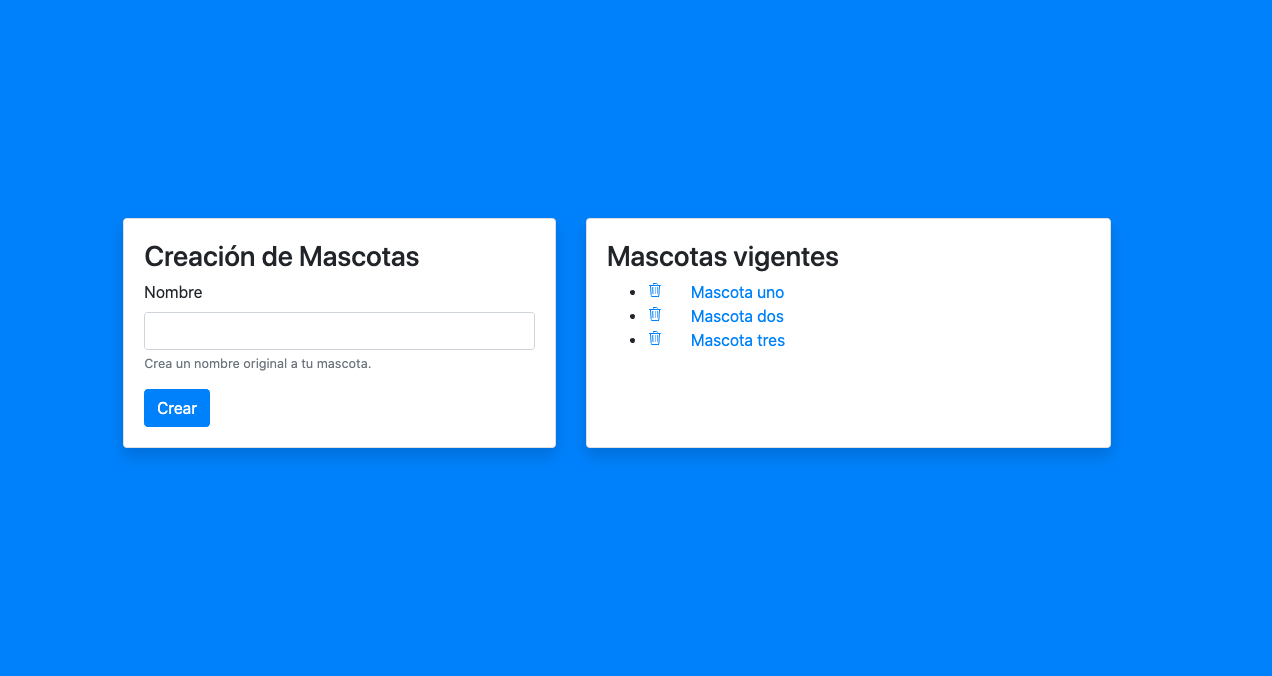 Creación de Mascotas
Nombre
Crea un nombre original a tu mascota.
Crear
Mascotas vigentes
Mascota uno
Mascota dos
Mascota tres